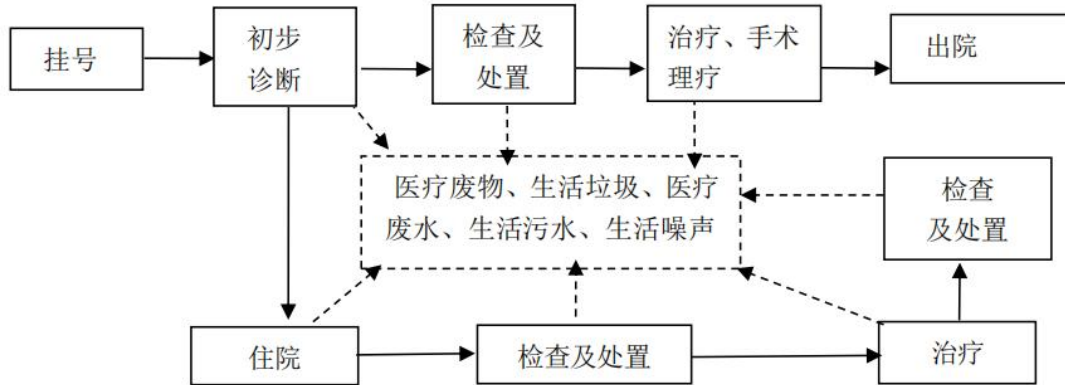 挂号
初步
诊断
检查及
处置
治疗、手术
理疗
出院
医疗废物、生活垃圾、医疗
废水、生活污水、生活噪声
检查
及处置
住院
检查及处置
治疗